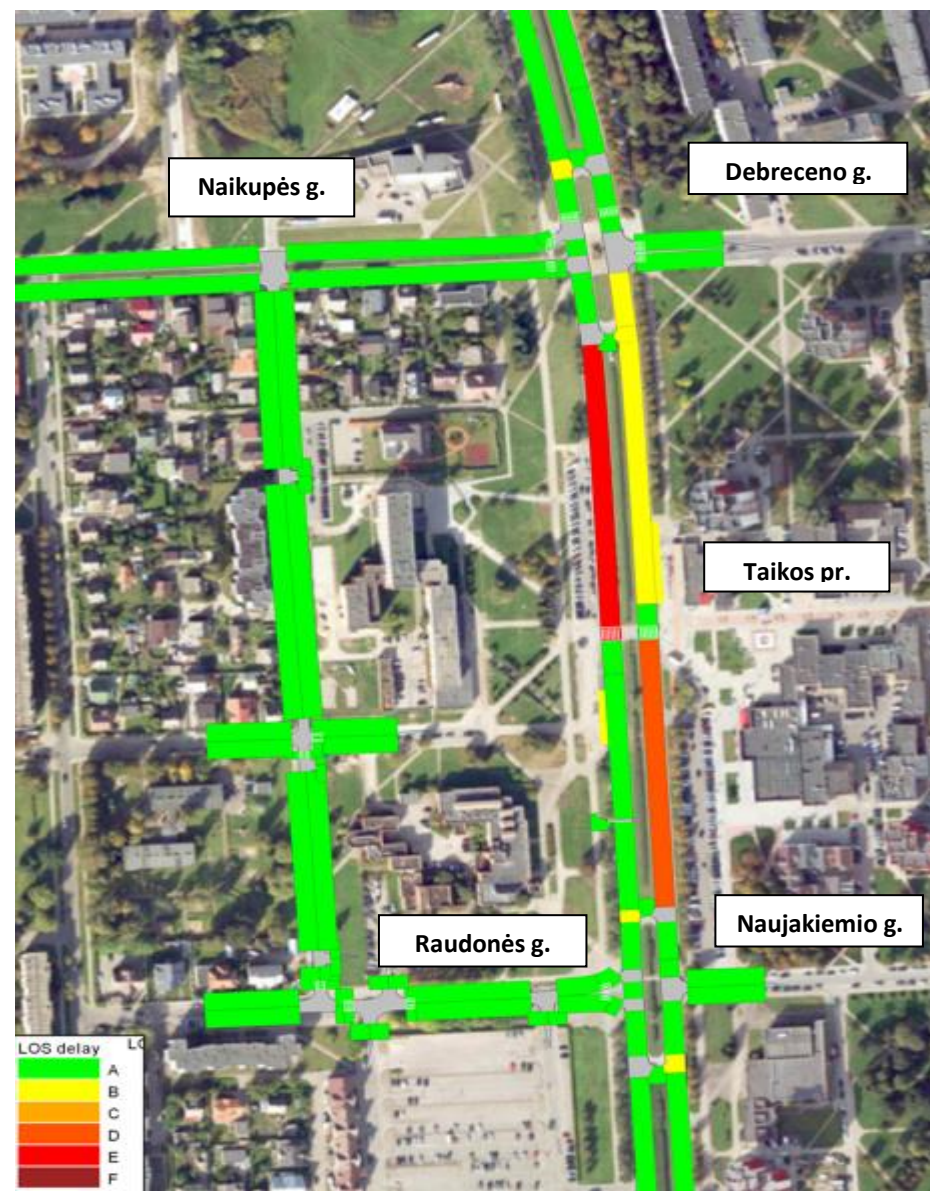 Debreceno g.
Naikupės g.
Taikos pr.
Naujakiemio g.
Raudonės g.
LOS delay
A
B
C
D
E
F